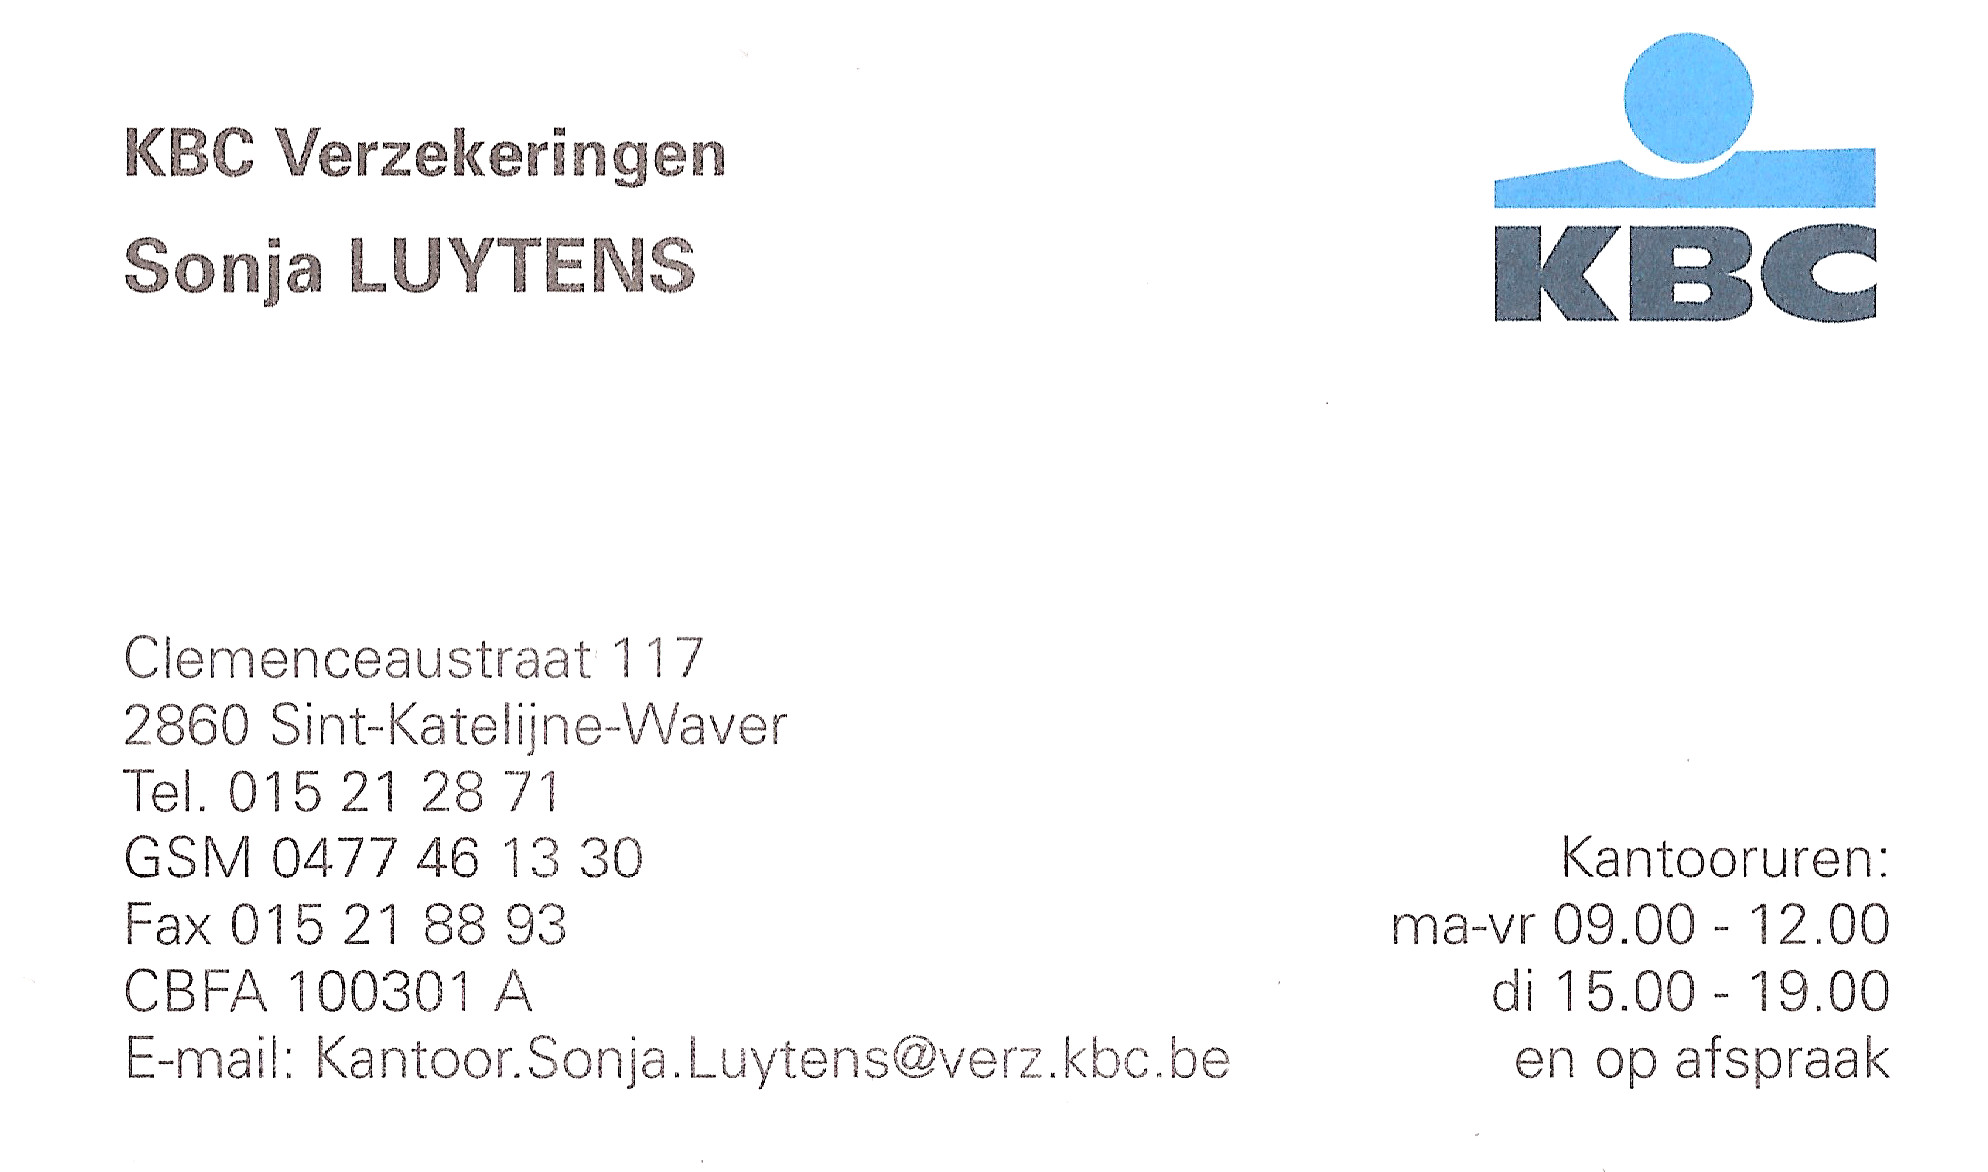 KBC Verzekeringen
Sonja LUYTENS
KBC
Clemenceaustraat 117
2860 Sint-Katelijne-Waver
Tel. 015 21 28 71
GSM 0477 46 13 30
Fax 015 21 88 93
CBFA 100301 A
E-mail: Kantoor.Sonja.Luytens@verz.kbc.be
Kantooruren:
ma-vr 09.00 - 12.00
di 15.00 - 19.00
en op afspraak